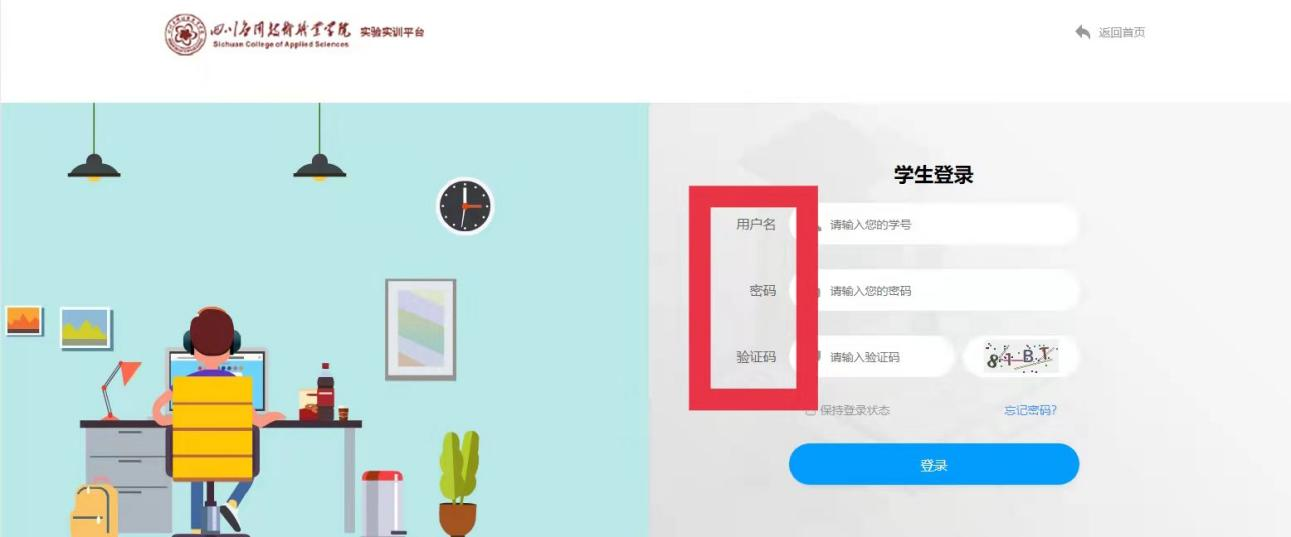 四川应用技术职业学院 实验实训平台
Sichuan College of Applied Sciences
返回首页
学生登录
用户名 请输入您的学号
密码 请输入您的密码
验证码 请输入验证码
保持登录状态 忘记密码?
登录